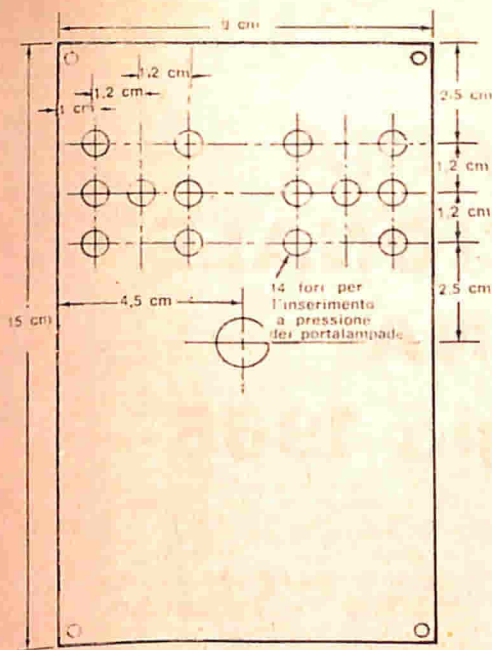 9 cm
1,2 cm
1,2 cm
1 cm
2,5 cm
1,2 cm
1,2 cm
2,5 cm
4,5 cm
15 cm
14 fori per
l'inserimento
a pressione
dei portalampade